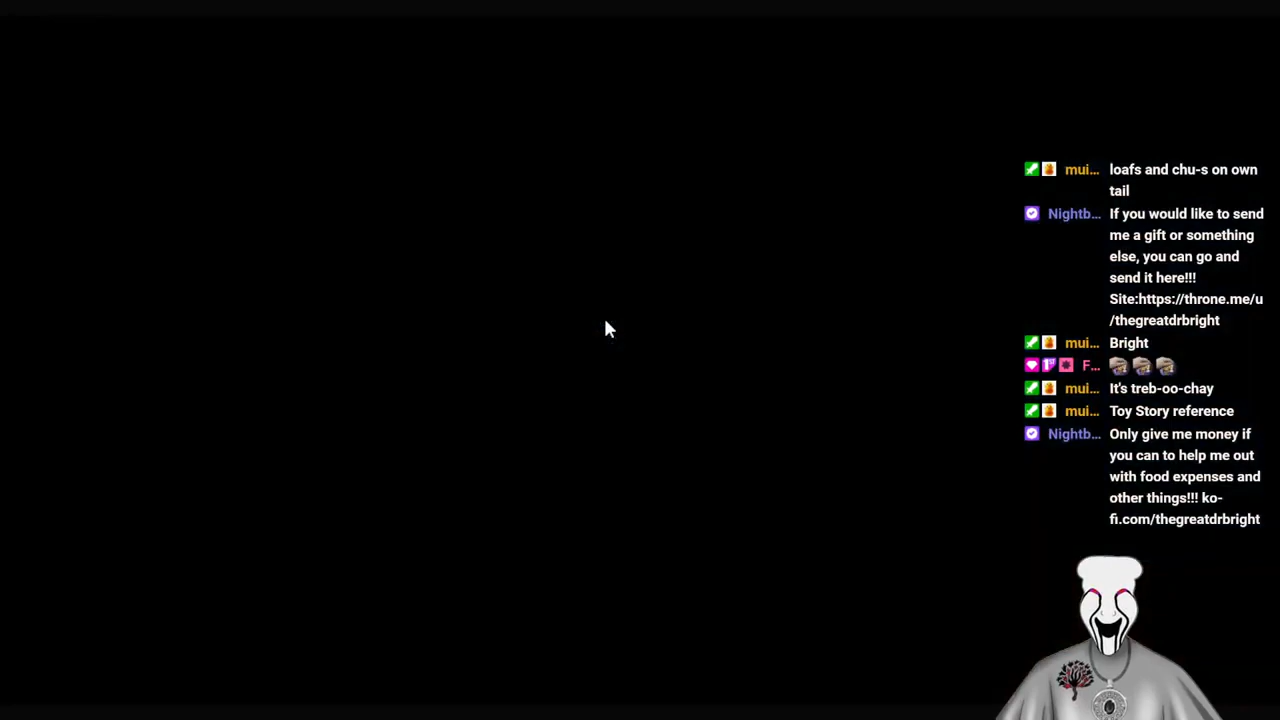 mui... loafs and chu-s on own
tail
Nightb... If you would like to send
me a gift or something
else, you can go and
send it here!!!
Site:https://throne.me/u
/thegreatdrbright
mui... Bright
F...
mui... It's treb-oo-chay
mui... Toy Story reference
Nightb... Only give me money if
you can to help me out
with food expenses and
other things!!! ko-
fi.com/thegreatdrbright